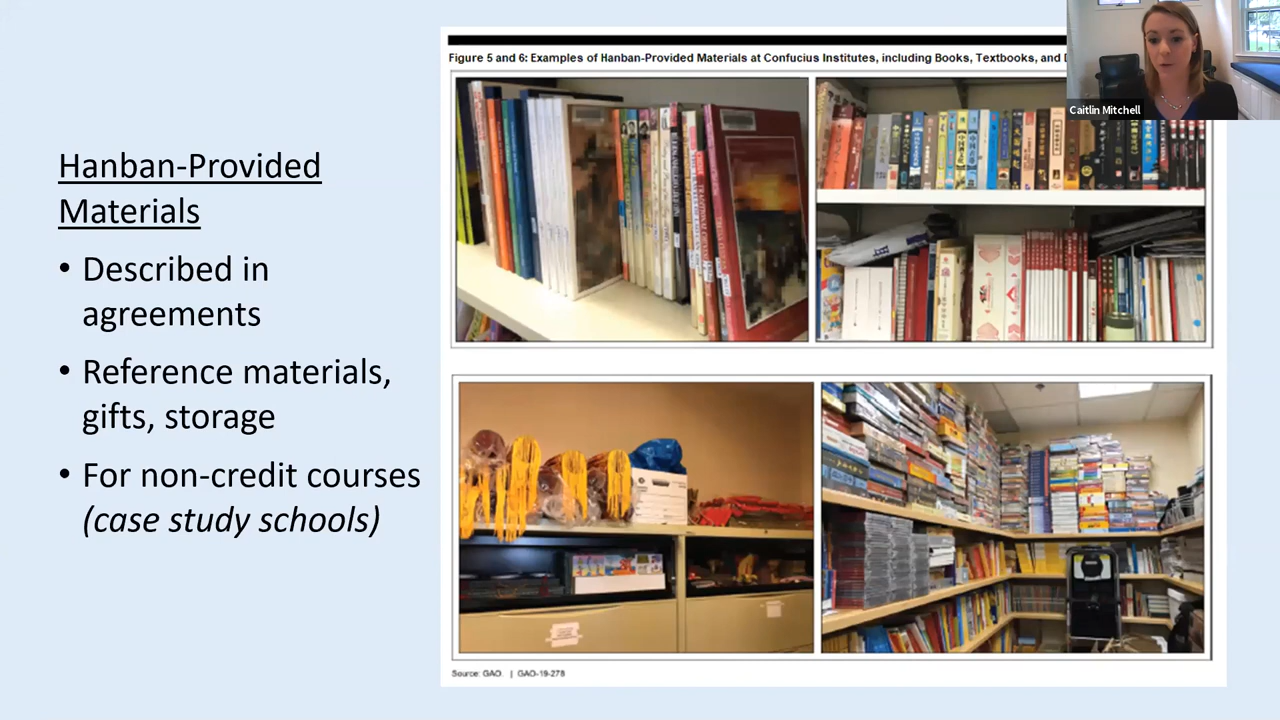 Hanban-Provided
Materials
• Described in
agreements
• Reference materials,
gifts, storage
• For non-credit courses
(case study schools)
Figure 5 and 6: Examples of Hanban-Provided Materials at Confucius Institutes, including Books, Textbooks, and
Source: GAO. | GAO-19-278
Caitlin Mitchell